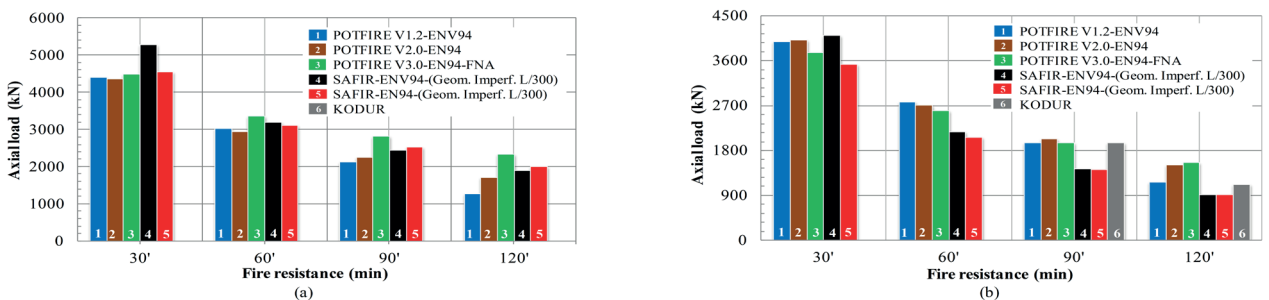 6000
5000
4000
3000
2000
1000
0
Axial load (kN)
1 POTFIRE V1.2-ENV94
2 POTFIRE V2.0-EN94
3 POTFIRE V3.0-EN94-FNA
4 SAFIR-ENV94-(Geom. Imperf. L/300)
5 SAFIR-EN94-(Geom. Imperf. L/300)
6 KODUR
1 2 3 4 5 1 2 3 4 5 1 2 3 4 5 1 2 3 4 5
30' 60' 90' 120'
Fire resistance (min)
(a)
4500
3600
2700
1800
900
0
Axial load (kN)
1 POTFIRE V1.2-ENV94
2 POTFIRE V2.0-EN94
3 POTFIRE V3.0-EN94-FNA
4 SAFIR-ENV94-(Geom. Imperf. L/300)
5 SAFIR-EN94-(Geom. Imperf. L/300)
6 KODUR
1 2 3 4 5 1 2 3 4 5 1 2 3 4 5 6 1 2 3 4 5 6
30' 60' 90' 120'
Fire resistance (min)
(b)